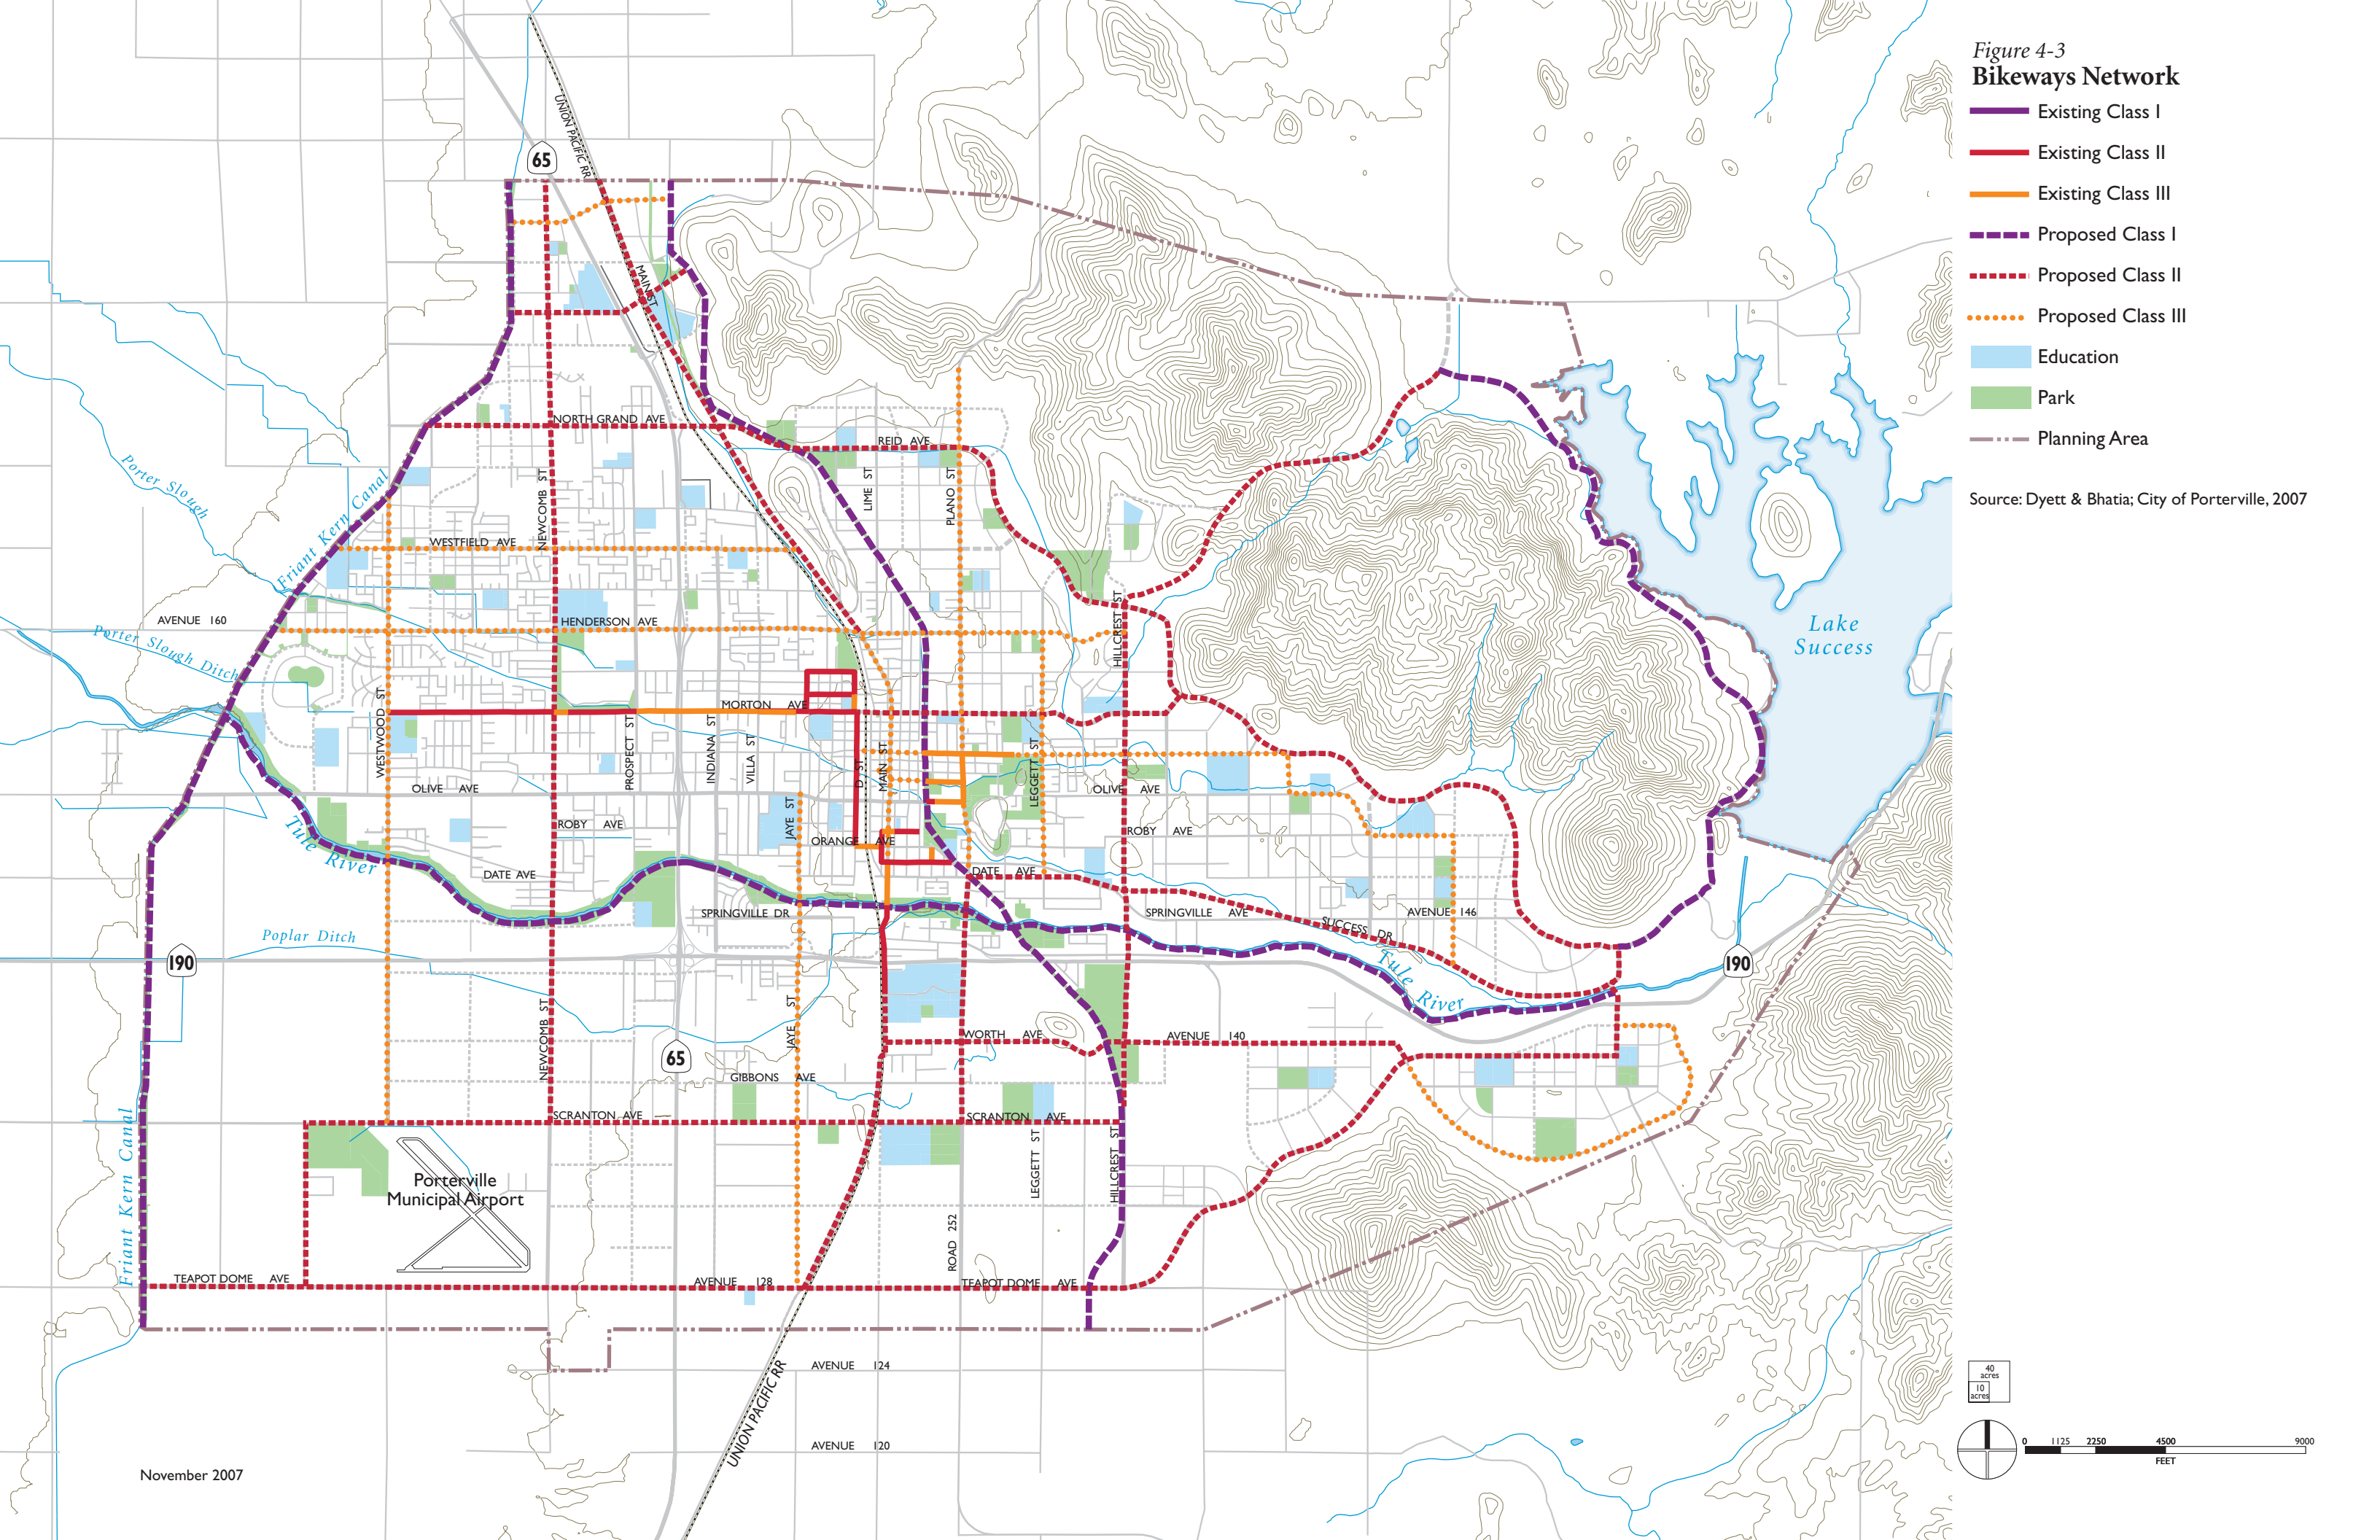 Figure 4-3
Bikeways Network
Existing Class I
Existing Class II
Existing Class III
Proposed Class I
Proposed Class II
Proposed Class III
Education
Park
Planning Area
Source: Dyett & Bhatia; City of Porterville, 2007
UNION PACIFIC RR
65
MAIN ST
NORTH GRAND AVE
REID AVE
Porter Slough
Friant Kern Canal
NEWCOMB ST
LIME ST
PLANO ST
WESTFIELD AVE
AVENUE 160
HENDERSON AVE
HILLCREST ST
Porter Slough Ditch
Lake
Success
WESTWOOD ST
MORTON AVE
PROSPECT ST
INDIANA ST
VILLA ST
D ST
MAIN ST
LEGGETT ST
OLIVE AVE
OLIVE AVE
JAYE ST
ROBY AVE
ROBY AVE
ORANGE AVE
Tule River
DATE AVE
DATE AVE
SPRINGVILLE DR
SPRINGVILLE AVE
AVENUE 146
SUCCESS DR
Poplar Ditch
190
190
Tule River
NEWCOMB ST
JAYE ST
WORTH AVE
AVENUE 140
65
GIBBONS AVE
SCRANTON AVE
SCRANTON AVE
Friant Kern Canal
Porterville
Municipal Airport
LEGGETT ST
HILLCREST ST
ROAD 252
TEAPOT DOME AVE
AVENUE 128
TEAPOT DOME AVE
AVENUE 124
UNION PACIFIC RR
AVENUE 120
November 2007
40
acres
10
acres
0 1125 2250 4500 9000
FEET